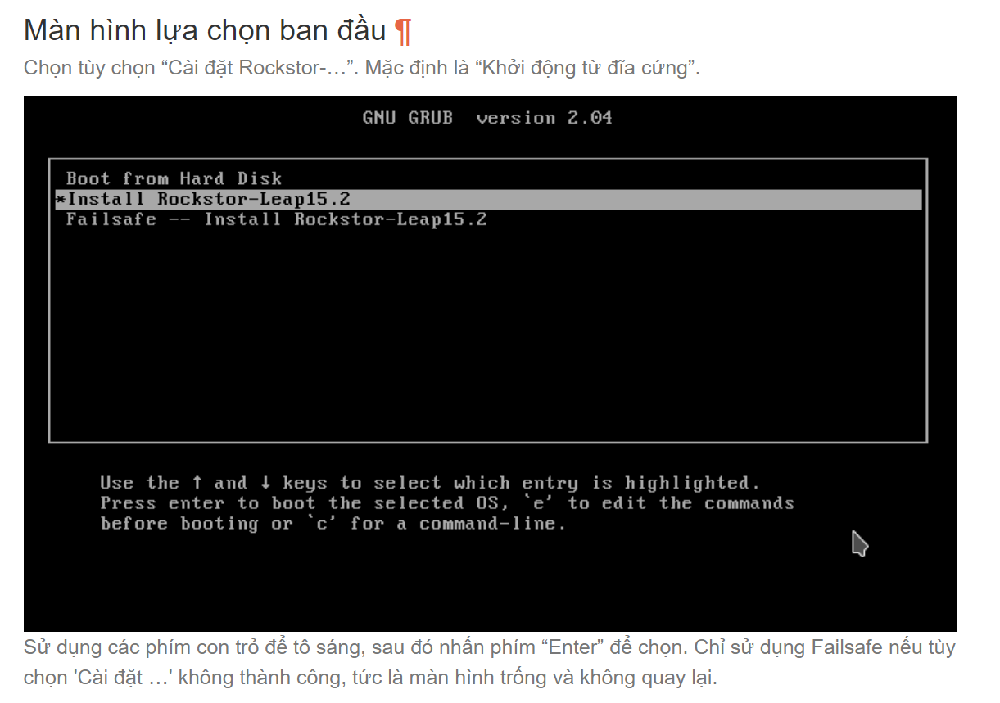 Màn hình lựa chọn ban đầu ¶
Chọn tùy chọn “Cài đặt Rockstor-…”. Mặc định là “Khởi động từ đĩa cứng”.
GNU GRUB version 2.04
Boot from Hard Disk
*Install Rockstor-Leap15.2
Failsafe -- Install Rockstor-Leap15.2
Use the ↑ and ↓ keys to select which entry is highlighted.
Press enter to boot the selected OS, `e' to edit the commands
before booting or `c' for a command-line.
Sử dụng các phím con trỏ để tô sáng, sau đó nhấn phím “Enter” để chọn. Chỉ sử dụng Failsafe nếu tùy
chọn 'Cài đặt …' không thành công, tức là màn hình trống và không quay lại.